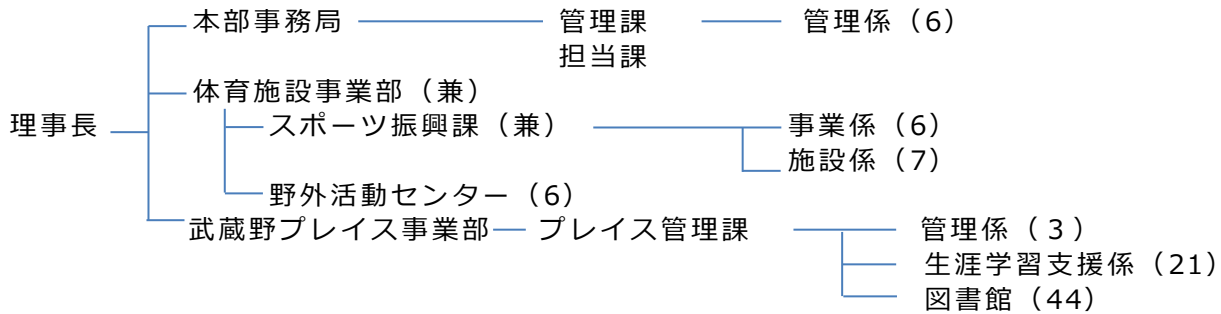 本部事務局 管理課 管理係（6）
担当課
体育施設事業部（兼）
理事長 スポーツ振興課（兼） 事業係（6）
施設係（7）
野外活動センター（6）
武蔵野プレイス事業部 プレイス管理課 管理係（３）
生涯学習支援係（21）
図書館（44）